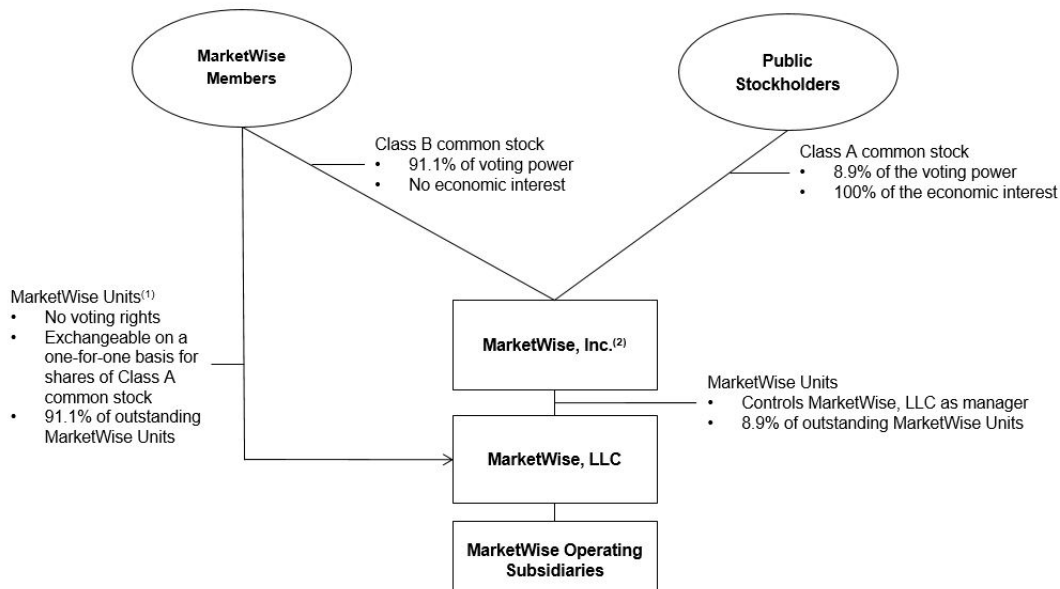 MarketWise
Members
Public
Stockholders
Class B common stock
• 91.1% of voting power
• No economic interest
Class A common stock
• 8.9% of the voting power
• 100% of the economic interest
MarketWise Units(1)
• No voting rights
• Exchangeable on a
one-for-one basis for
shares of Class A
common stock
• 91.1% of outstanding
MarketWise Units
MarketWise, Inc.(2)
MarketWise Units
• Controls MarketWise, LLC as manager
• 8.9% of outstanding MarketWise Units
MarketWise, LLC
MarketWise Operating
Subsidiaries